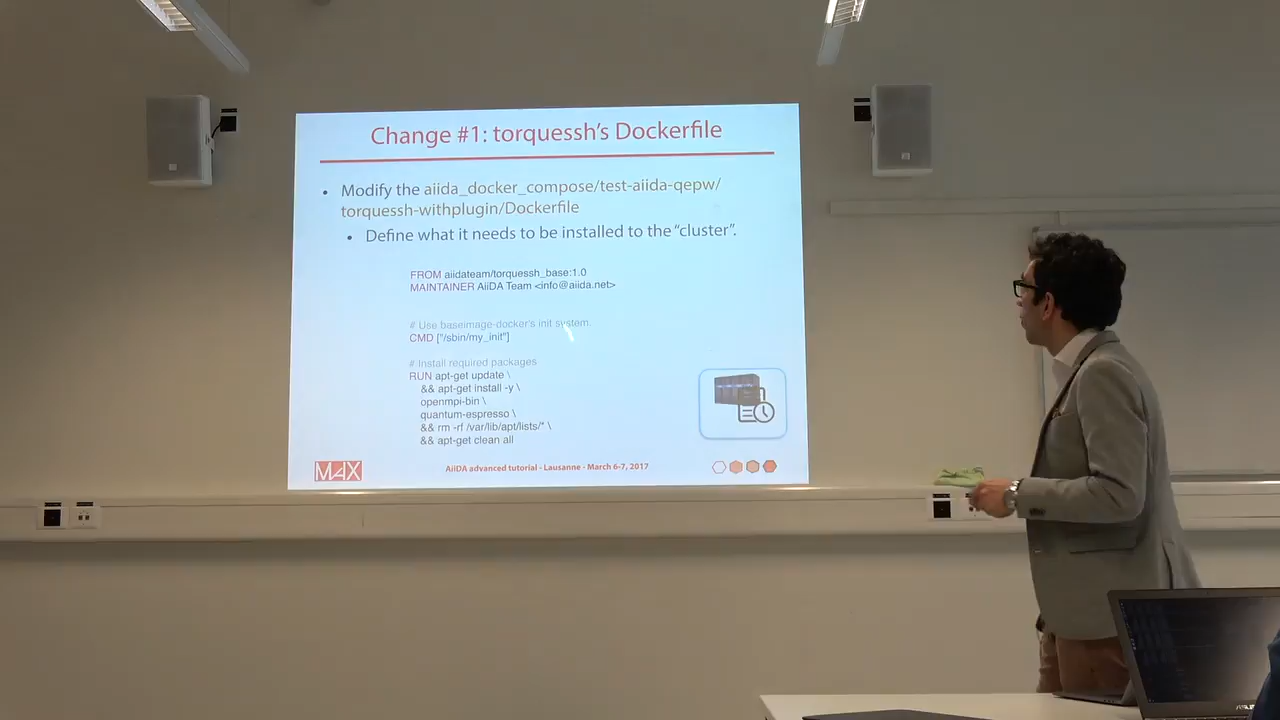 Change #1: torquessh's Dockerfile
• Modify the aiida_docker_compose/test-aiida-qepw/
torquessh-withplugin/Dockerfile
• Define what it needs to be installed to the “cluster”.
FROM aiidateam/torquessh_base:1.0
MAINTAINER AiiDA Team <info@aiida.net>
# Use baseimage-docker's init system.
CMD ["/sbin/my_init"]
# Install required packages
RUN apt-get update \
&& apt-get install -y \
openmpi-bin \
quantum-espresso \
&& rm -rf /var/lib/apt/lists/* \
&& apt-get clean all
MAX
AiiDA advanced tutorial - Lausanne - March 6-7, 2017
ASUS